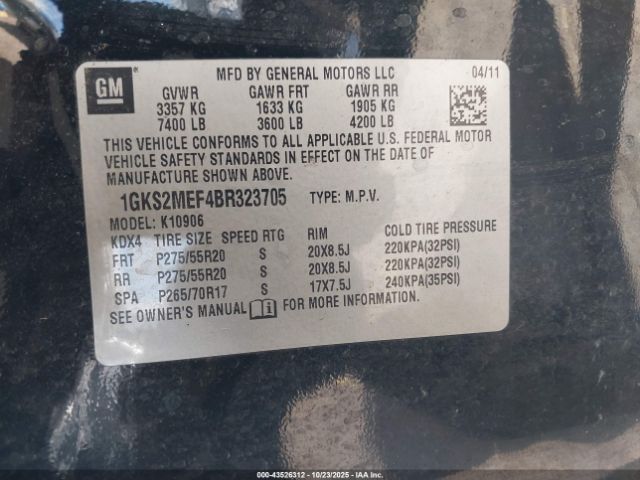 GM
MFD BY GENERAL MOTORS LLC 04/11
GVWR GAWR FRT GAWR RR
3357 KG 1633 KG 1905 KG
7400 LB 3600 LB 4200 LB
THIS VEHICLE CONFORMS TO ALL APPLICABLE U.S. FEDERAL MOTOR
VEHICLE SAFETY STANDARDS IN EFFECT ON THE DATE OF
MANUFACTURE SHOWN ABOVE.
1GKS2MEF4BR323705 TYPE: M.P.V.
MODEL: K10906
KDX4 TIRE SIZE SPEED RTG RIM COLD TIRE PRESSURE
FRT P275/55R20 S 20X8.5J 220KPA(32PSI)
RR P275/55R20 S 20X8.5J 220KPA(32PSI)
SPA P265/70R17 S 17X7.5J 240KPA(35PSI)
SEE OWNER'S MANUAL FOR MORE INFORMATION.
000-43526312 - 10/23/2025 - IAAI.COM